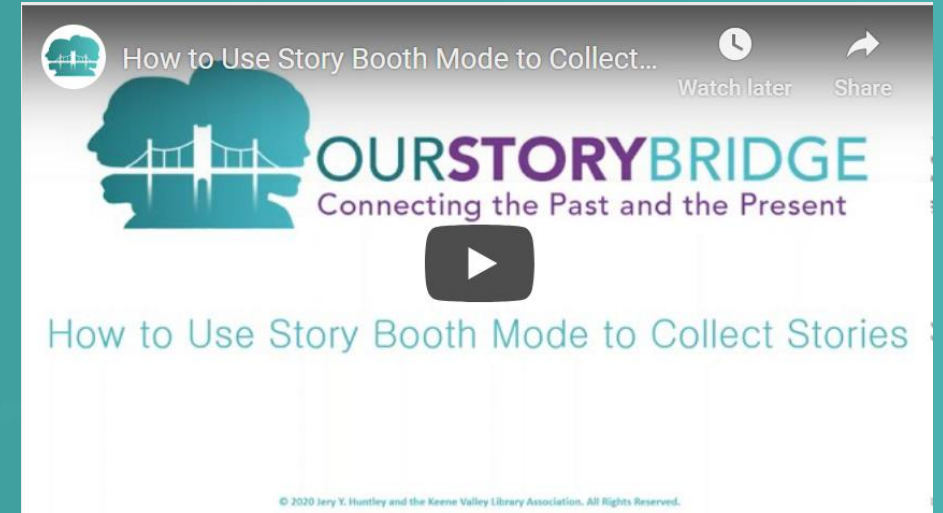 How to Use Story Booth Mode to Collect...
Watch later
Share
OURSTORYBRIDGE
Connecting the Past and the Present
How to Use Story Booth Mode to Collect Stories
© 2020 Jery Y. Huntley and the Keene Valley Library Association. All Rights Reserved.